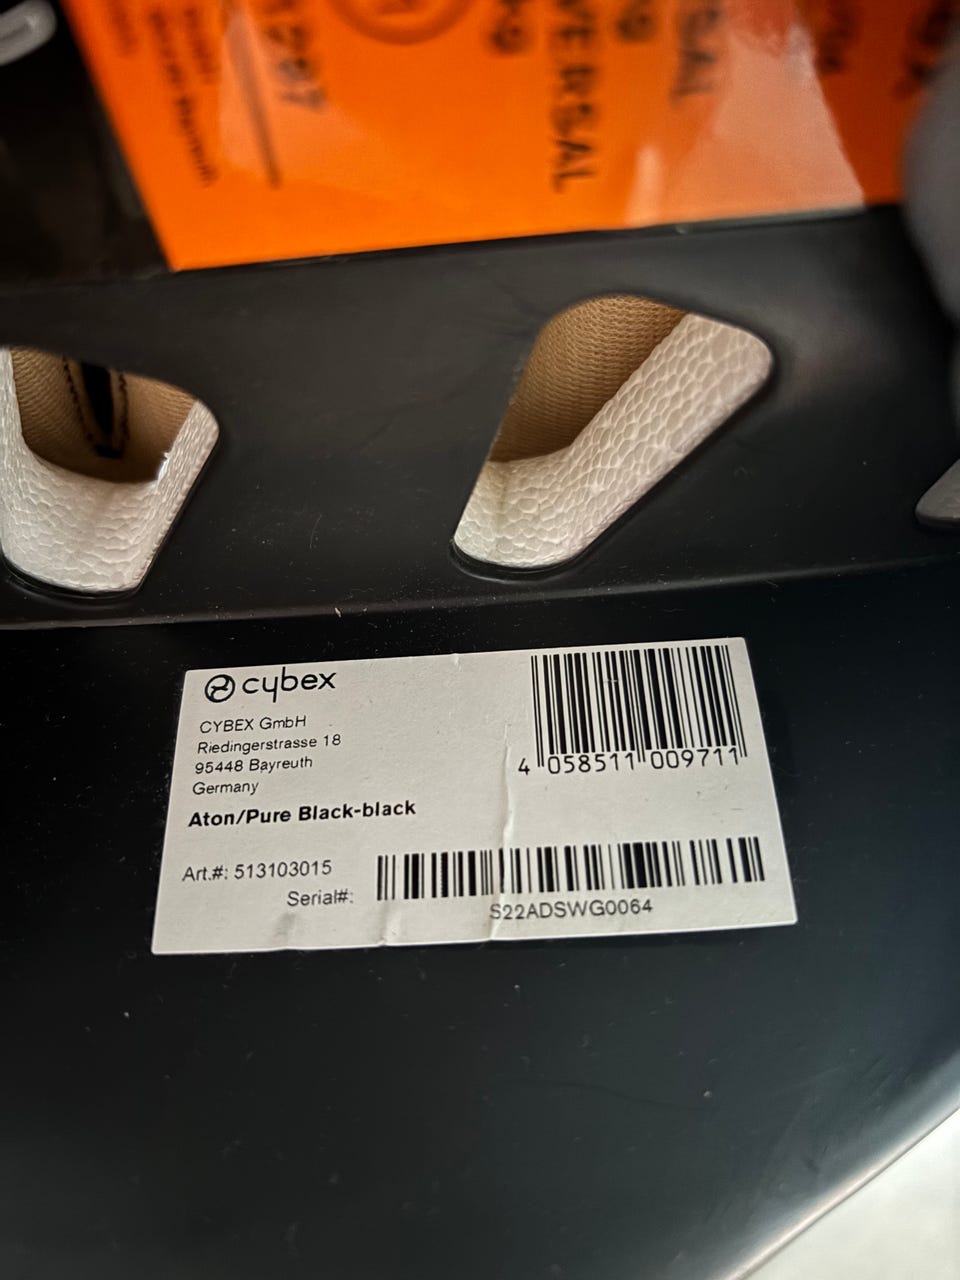 VERSAL
cybex
CYBEX GmbH
Riedingerstrasse 18
95448 Bayreuth
Germany
Aton/Pure Black-black
4 058511 009711
Art.#: 513103015
Serial#:
S22ADSWG0064